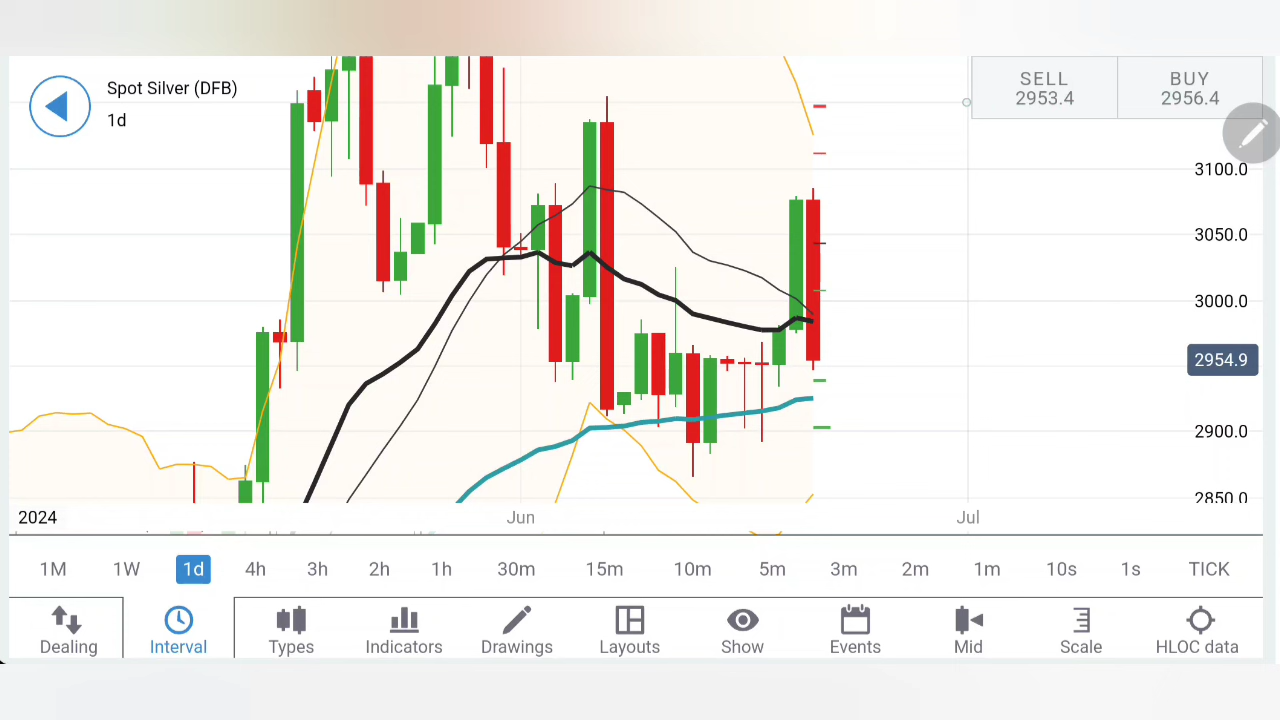 Spot Silver (DFB)
1d
SELL
2953.4
BUY
2956.4
3100.0
3050.0
3000.0
2954.9
2900.0
2850.0
2024
Jun
Jul
1M 1W 1d 4h 3h 2h 1h 30m 15m 10m 5m 3m 2m 1m 10s 1s TICK
Dealing Interval Types Indicators Drawings Layouts Show Events Mid Scale HLOC data